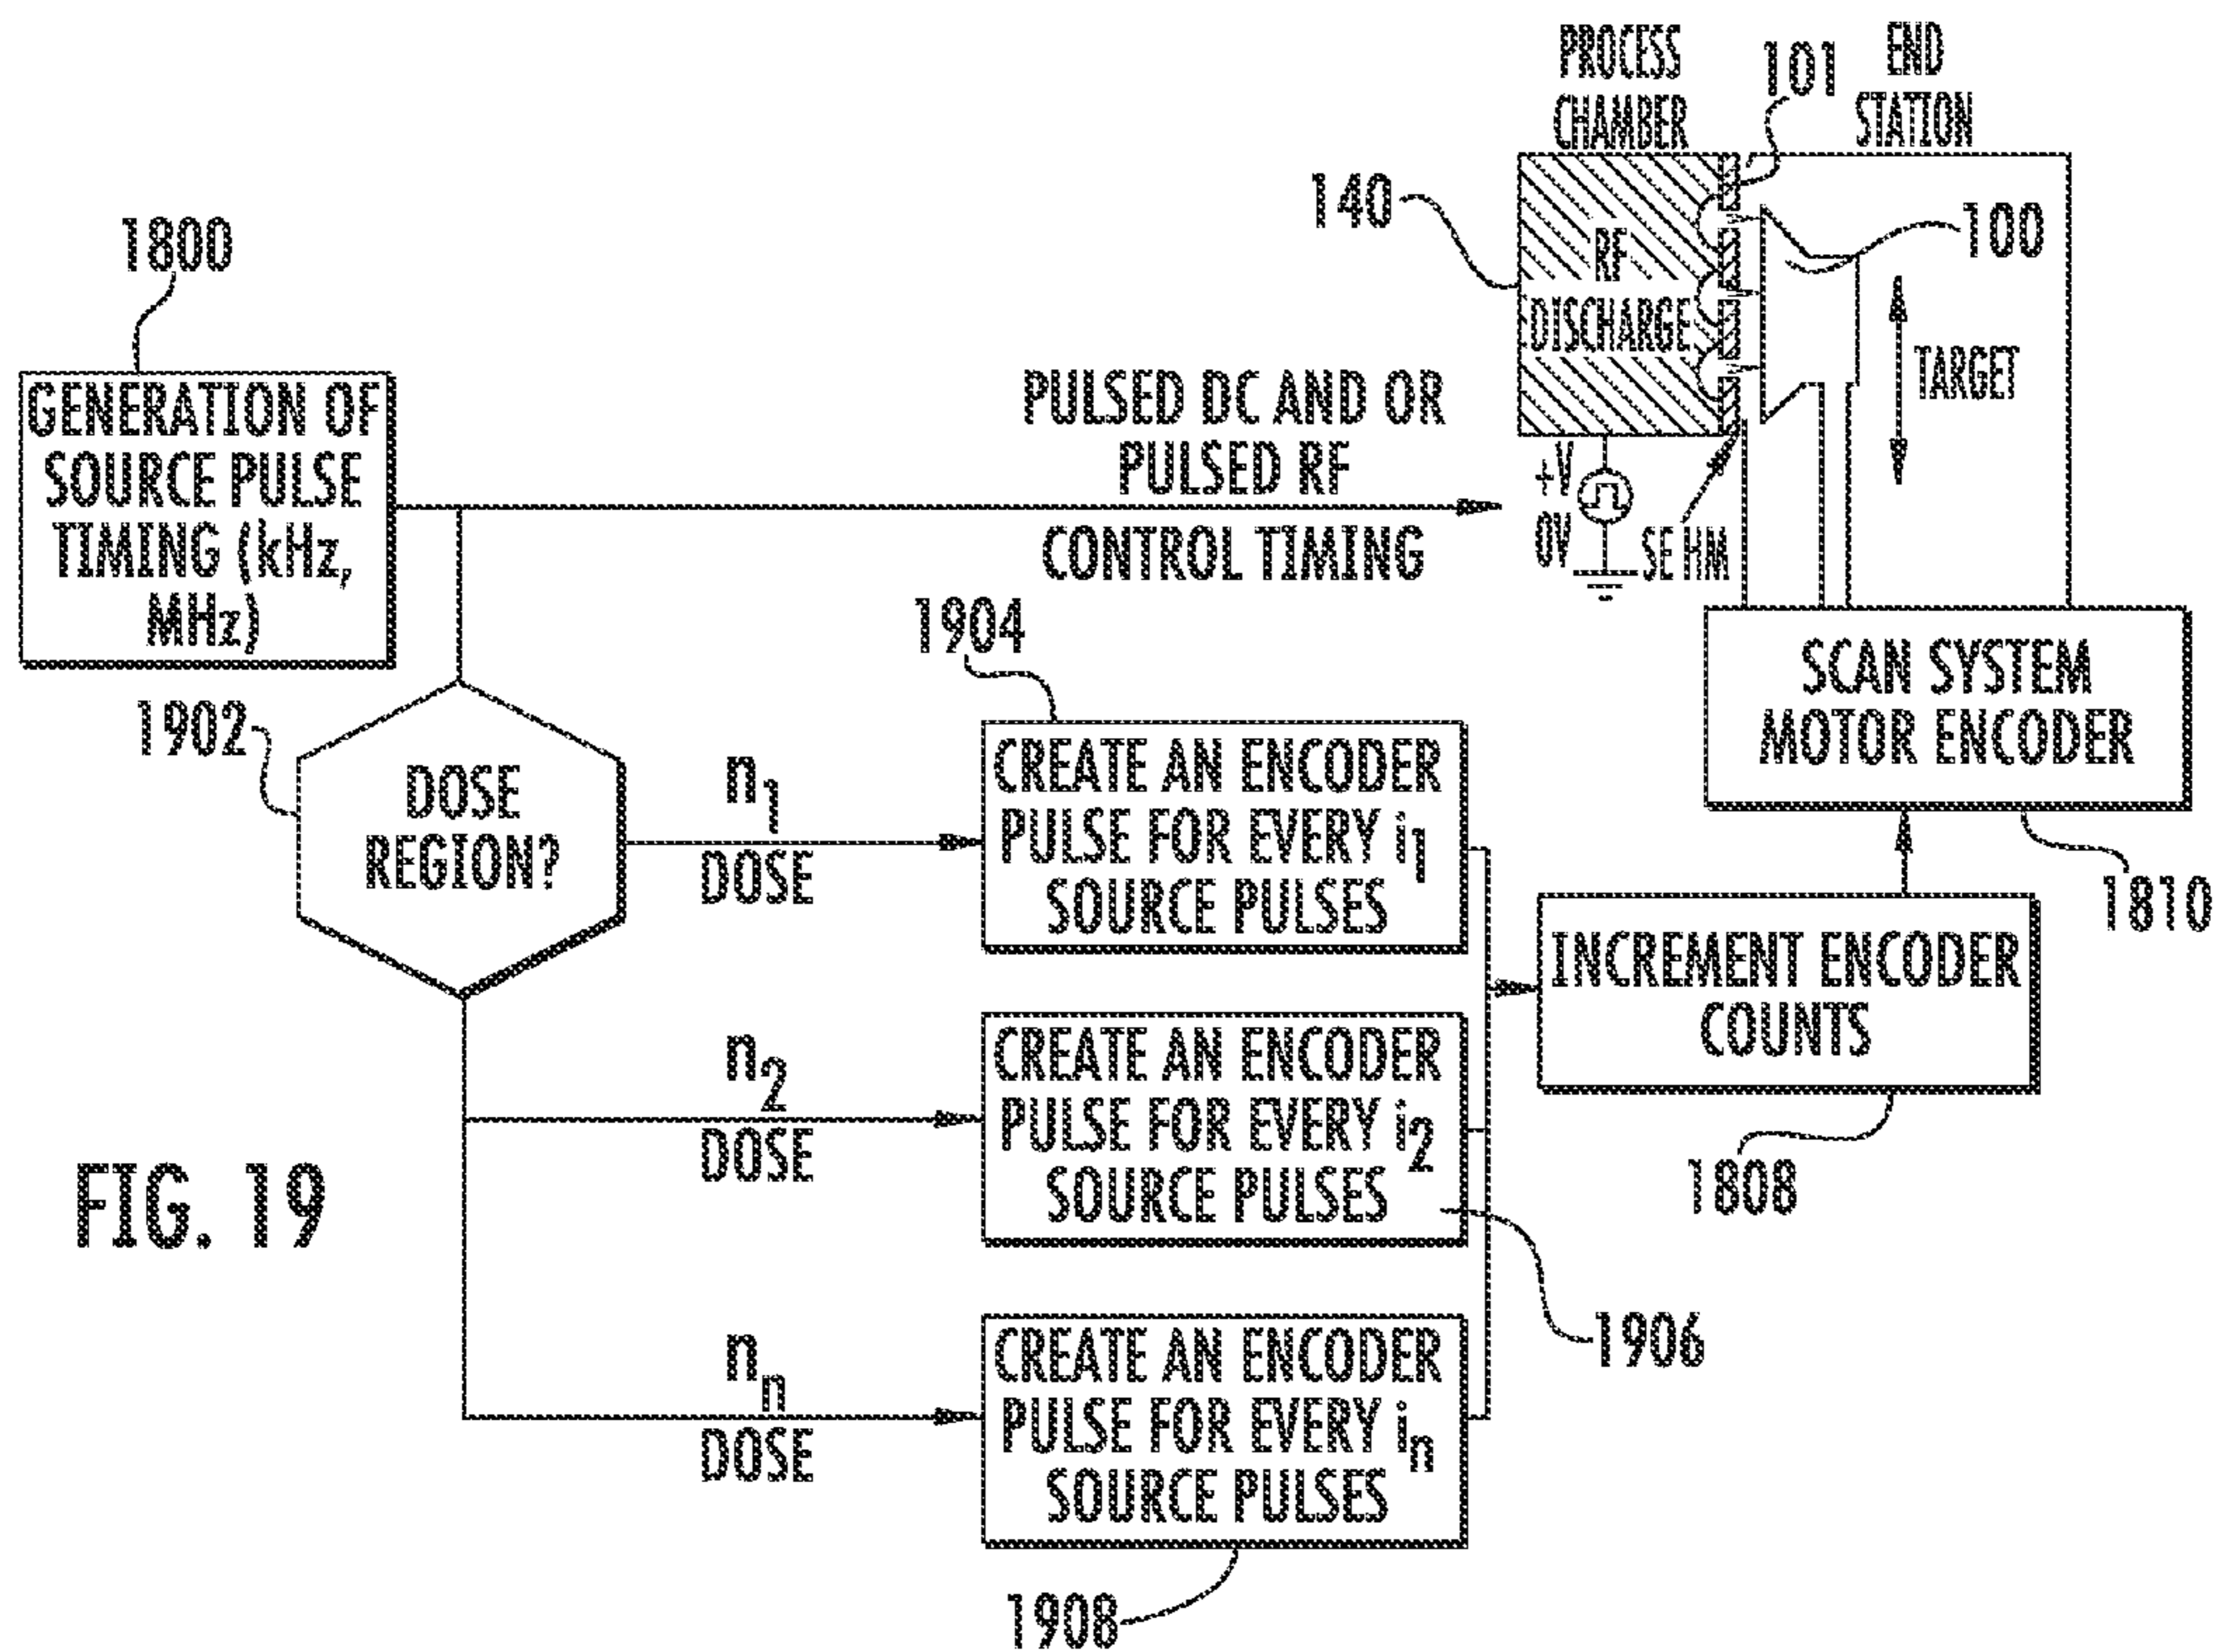 PROCESS
CHAMBER
101
END
STATION
140
100
RF
DISCHARGE
TARGET
1800
GENERATION OF
SOURCE PULSE
TIMING (kHz,
MHz)
PULSED DC AND OR
PULSED RF
CONTROL TIMING
+V
0V
SE HM
SCAN SYSTEM
MOTOR ENCODER
1810
1902
DOSE
REGION?
n1
DOSE
1904
CREATE AN ENCODER
PULSE FOR EVERY i1
SOURCE PULSES
INCREMENT ENCODER
COUNTS
1808
n2
DOSE
CREATE AN ENCODER
PULSE FOR EVERY i2
SOURCE PULSES
1906
FIG. 19
nn
DOSE
CREATE AN ENCODER
PULSE FOR EVERY in
SOURCE PULSES
1908